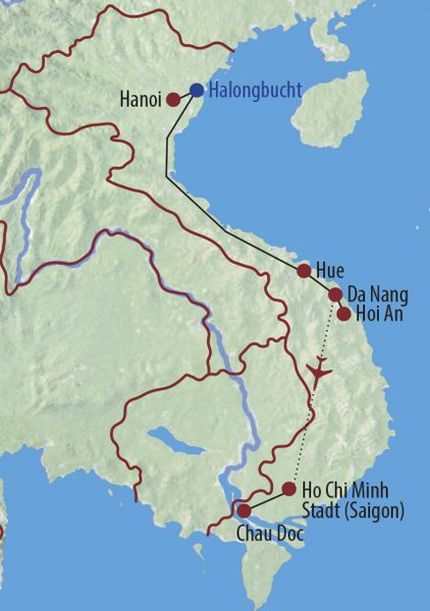 Hanoi
Halongbucht
Hue
Da Nang
Hoi An
Ho Chi Minh
Stadt (Saigon)
Chau Doc